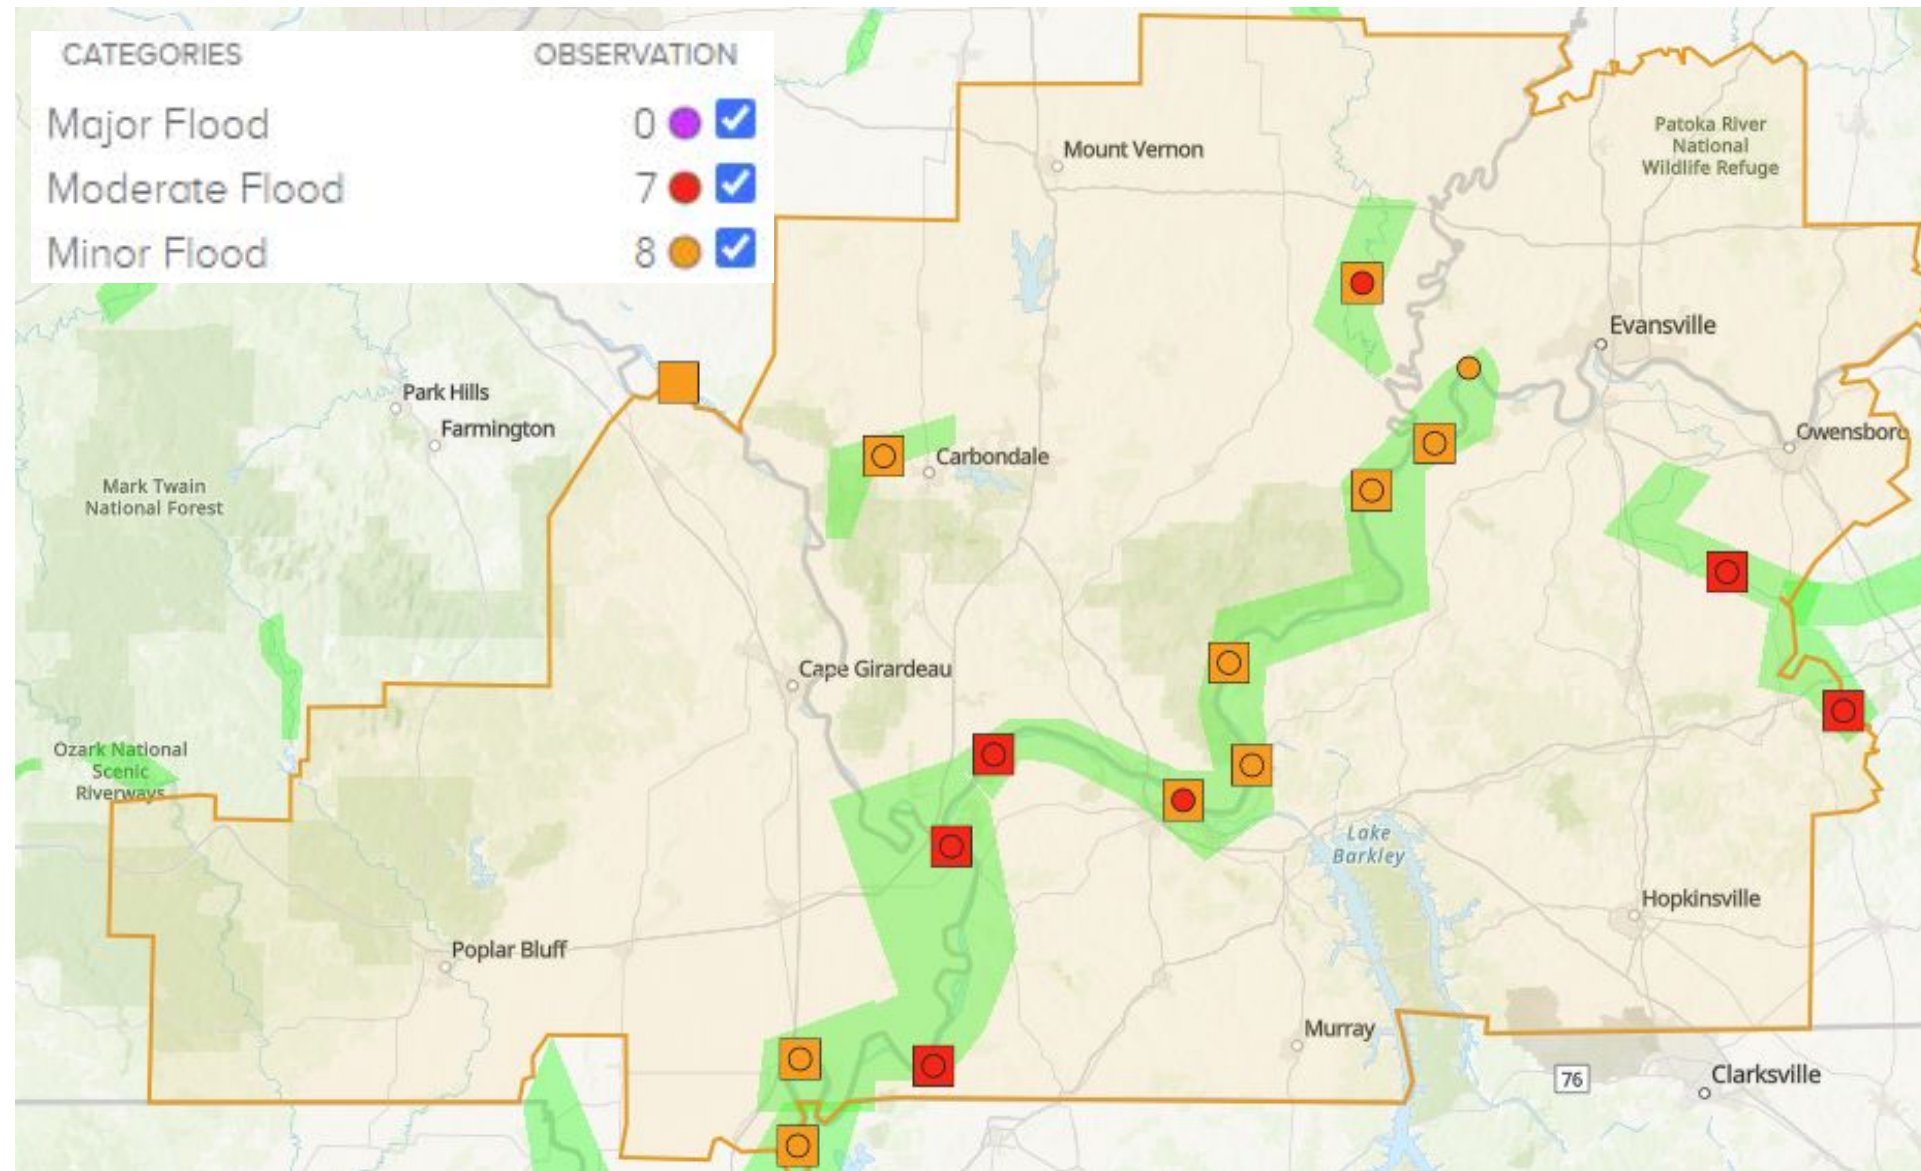 CATEGORIES OBSERVATION
Major Flood 0
Moderate Flood 7
Minor Flood 8
Patoka River
National
Wildlife Refuge
Mount Vernon
Evansville
Park Hills
Farmington
Owensboro
Carbondale
Mark Twain
National Forest
Cape Girardeau
Ozark National
Scenic
Riverways
Lake
Barkley
Hopkinsville
Poplar Bluff
Murray
76
Clarksville